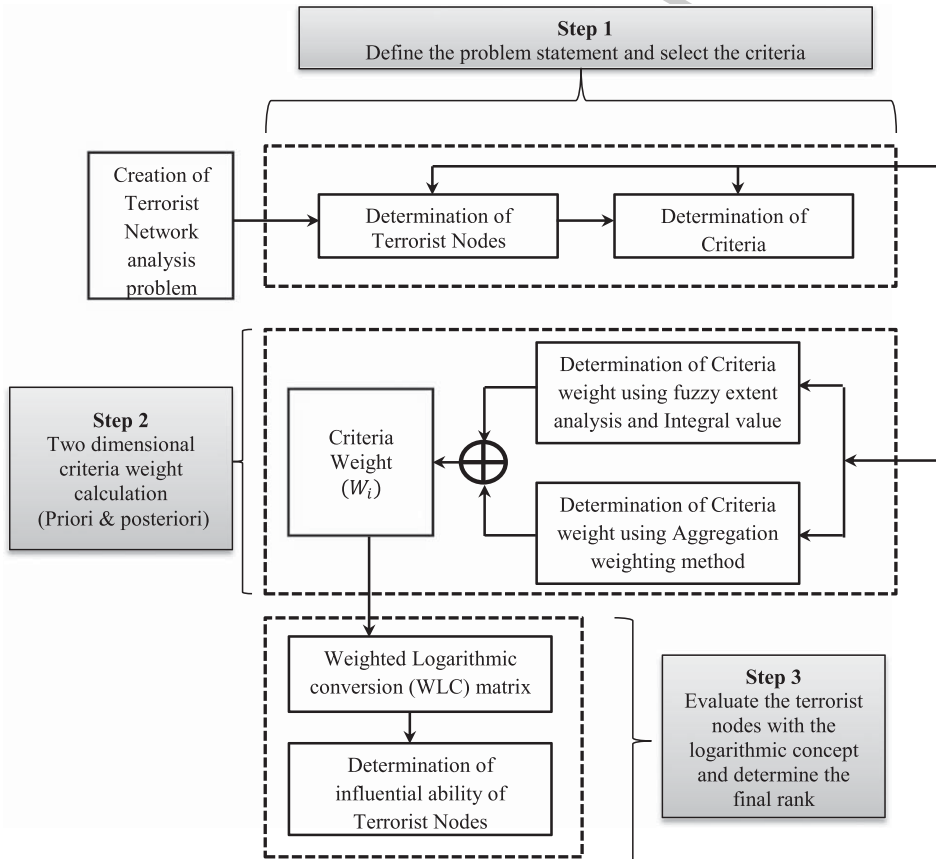 Step 1
Define the problem statement and select the criteria
Creation of
Terrorist
Network
analysis
problem
Determination of
Terrorist Nodes
Determination of
Criteria
Step 2
Two dimensional
criteria weight
calculation
(Priori & posteriori)
Criteria
Weight
(W_i)
Determination of Criteria
weight using fuzzy extent
analysis and Integral value
Determination of Criteria
weight using Aggregation
weighting method
Weighted Logarithmic
conversion (WLC) matrix
Determination of
influential ability of
Terrorist Nodes
Step 3
Evaluate the terrorist
nodes with the
logarithmic concept
and determine the
final rank